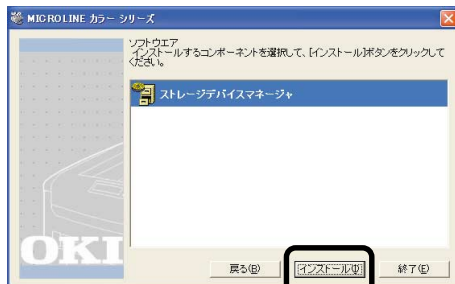 MICROLINE カラー シリーズ
ソフトウエア
インストールするコンポーネントを選択して、[インストール]ボタンをクリックして
ください。
ストレージデバイスマネージャ
OKI
戻る(B)
インストール(I)
終了(E)